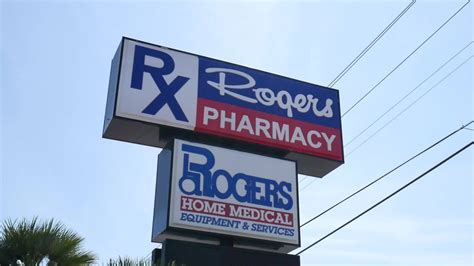 Rx Rogers
PHARMACY
ROGERS
HOME MEDICAL
EQUIPMENT & SERVICES